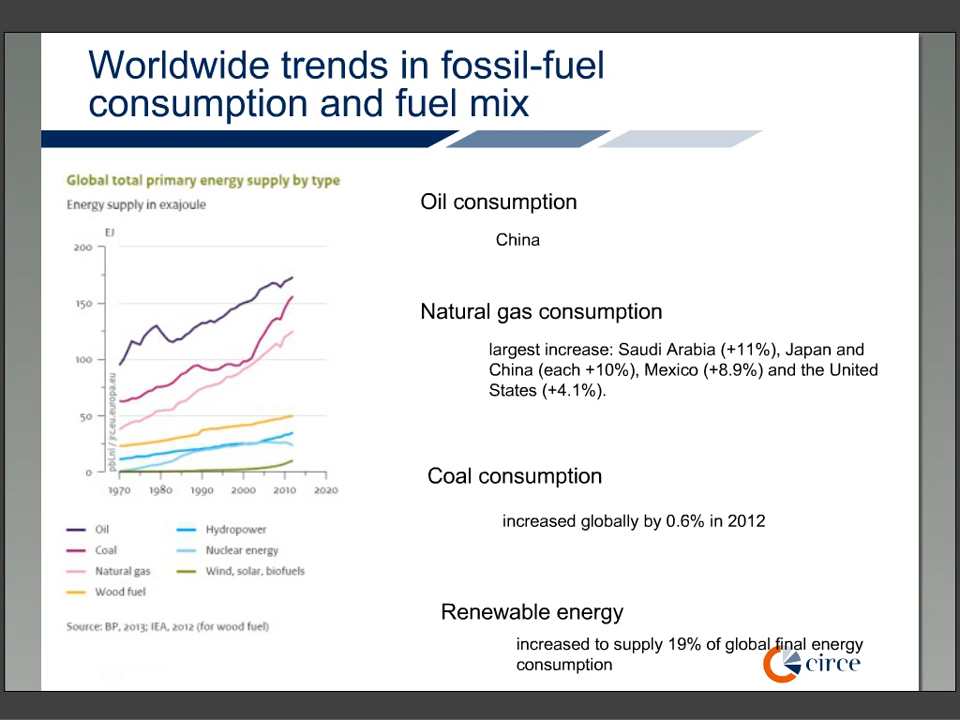 Worldwide trends in fossil-fuel
consumption and fuel mix
Global total primary energy supply by type
Energy supply in exajoule
EJ
200
150
100
50
0
1970 1980 1990 2000 2010 2020
pbl.nl / jrc.eu.europa.eu
Oil
Coal
Natural gas
Wood fuel
Hydropower
Nuclear energy
Wind, solar, biofuels
Source: BP, 2013; IEA, 2012 (for wood fuel)
Oil consumption
China
Natural gas consumption
largest increase: Saudi Arabia (+11%), Japan and
China (each +10%), Mexico (+8.9%) and the United
States (+4.1%).
Coal consumption
increased globally by 0.6% in 2012
Renewable energy
increased to supply 19% of global final energy
consumption
circe